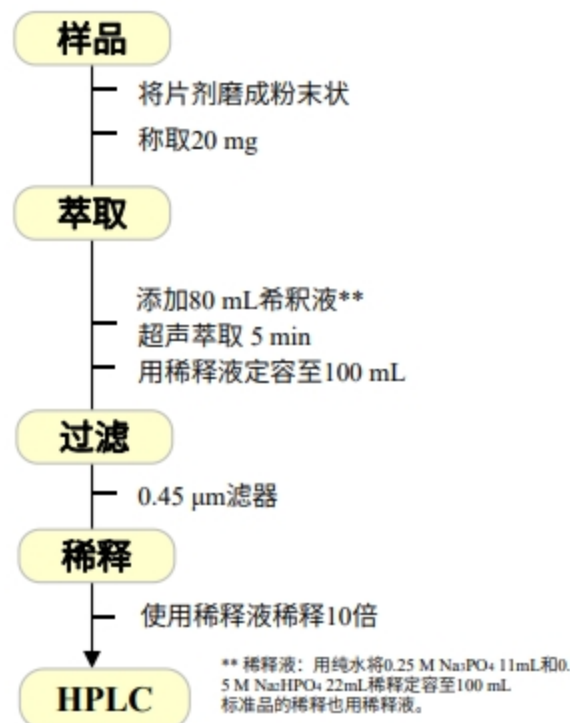 样品
将片剂磨成粉末状
称取20 mg
萃取
添加80 mL希釈液**
超声萃取 5 min
用稀释液定容至100 mL
过滤
0.45 μm滤器
稀释
使用稀释液稀释10倍
HPLC
** 稀释液：用纯水将0.25 M Na₃PO₄ 11mL和0.
5 M Na₂HPO₄ 22mL稀释定容至100 mL
标准品的稀释也用稀释液。